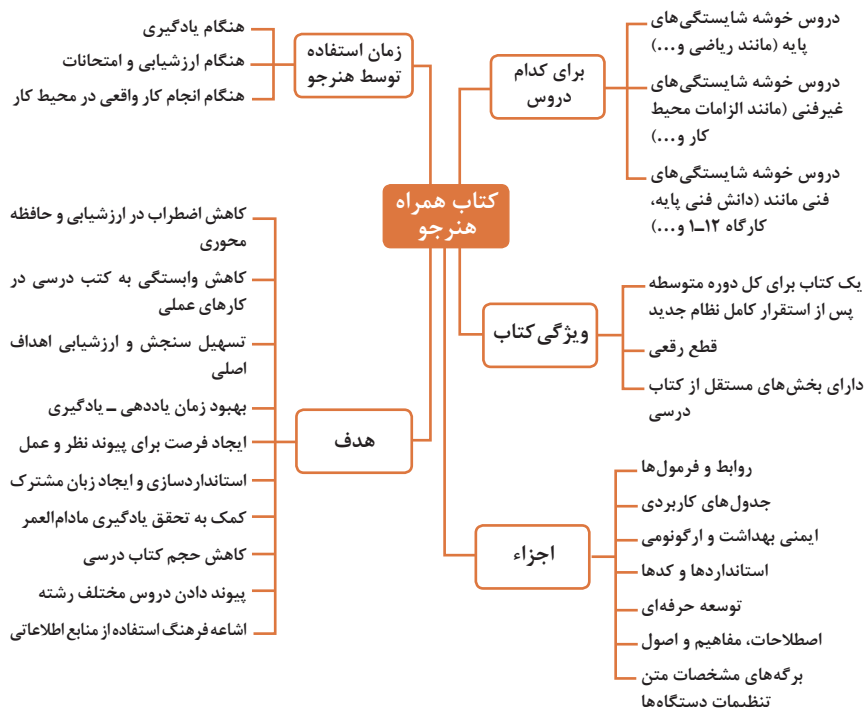 کتاب همراه
هنرجو
برای کدام
دروس
دروس خوشه شایستگی‌های
پایه (مانند ریاضی و...)
دروس خوشه شایستگی‌های
غیرفنی (مانند الزامات محیط
کار و...)
دروس خوشه شایستگی‌های
فنی مانند (دانش فنی پایه،
کارگاه ۱۲ــ۱ و...)
ویژگی کتاب
یک کتاب برای کل دوره متوسطه
پس از استقرار کامل نظام جدید
قطع رقعی
دارای بخش‌های مستقل از کتاب
درسی
اجزاء
روابط و فرمول‌ها
جدول‌های کاربردی
ایمنی بهداشت و ارگونومی
استانداردها و کدها
توسعه حرفه‌ای
اصطلاحات، مفاهیم و اصول
برگه‌های مشخصات متن
تنظیمات دستگاه‌ها
زمان استفاده
توسط هنرجو
هنگام یادگیری
هنگام ارزشیابی و امتحانات
هنگام انجام کار واقعی در محیط کار
هدف
کاهش اضطراب در ارزشیابی و حافظه
محوری
کاهش وابستگی به کتب درسی در
کارهای عملی
تسهیل سنجش و ارزشیابی اهداف
اصلی
بهبود زمان یاددهی ــ یادگیری
ایجاد فرصت برای پیوند نظر و عمل
استانداردسازی و ایجاد زبان مشترک
کمک به تحقق یادگیری مادام‌العمر
کاهش حجم کتاب درسی
پیوند دادن دروس مختلف رشته
اشاعه فرهنگ استفاده از منابع اطلاعاتی